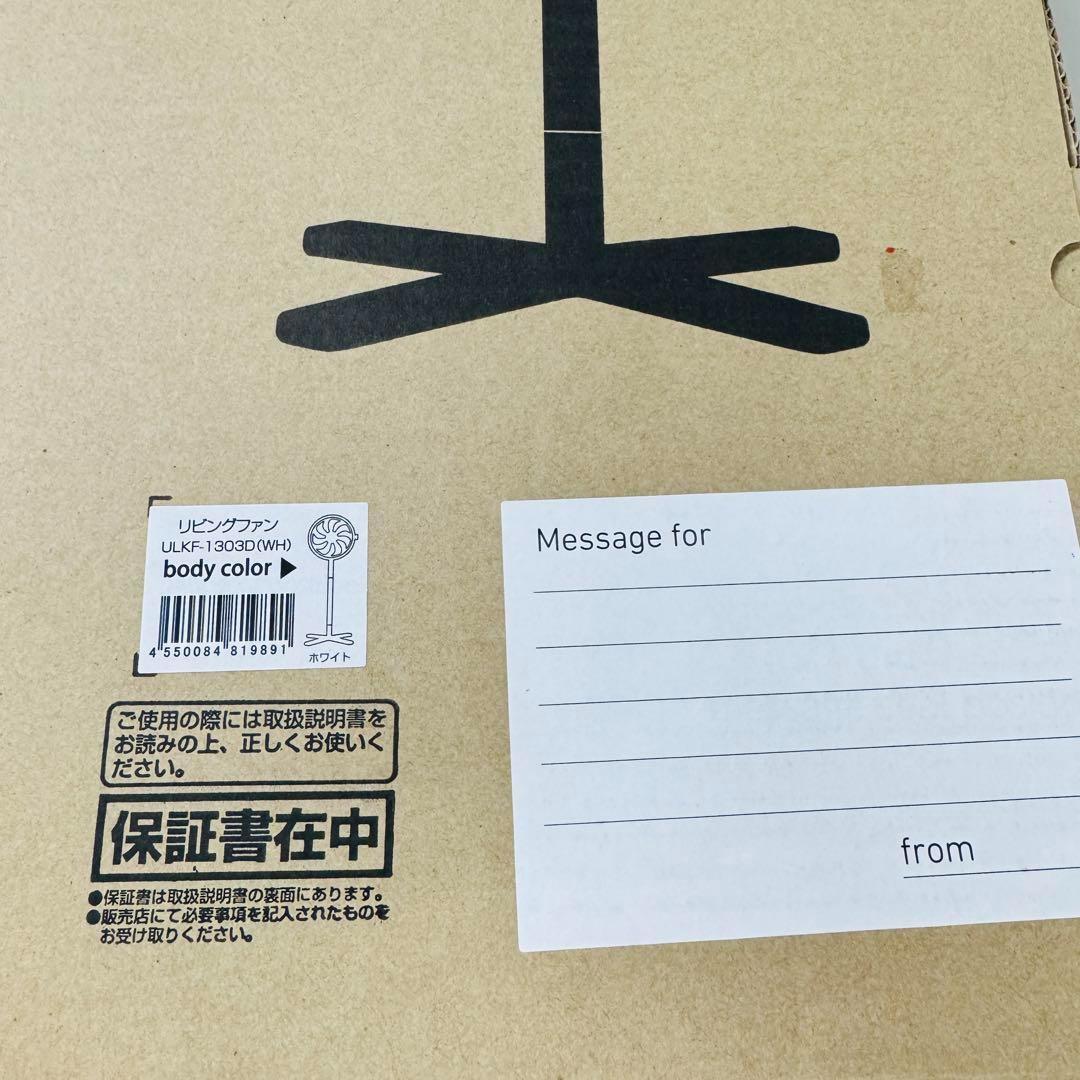 リビングファン
ULKF-1303D(WH)
body color ▶
4 550084 819891
ホワイト
ご使用の際には取扱説明書を
お読みの上、正しくお使いく
ださい。
保証書在中
●保証書は取扱説明書の裏面にあります。
●販売店にて必要事項を記入されたものを
お受け取りください。
Message for
from